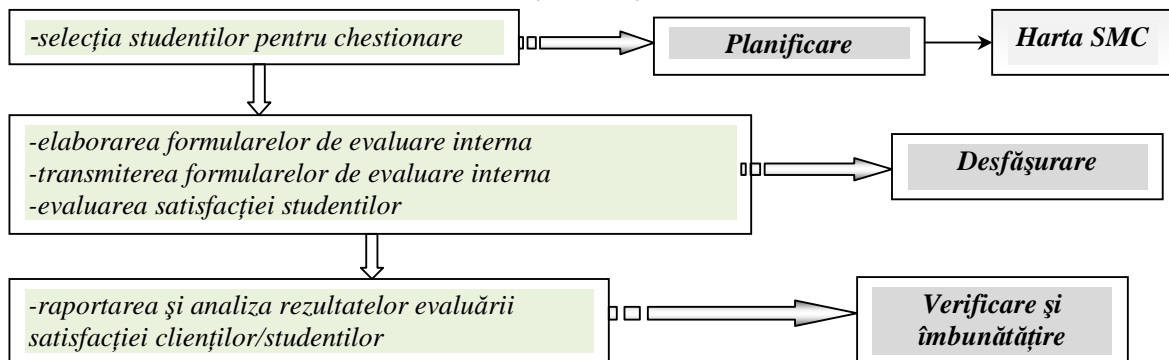 -selecția studentilor pentru chestionare
Planificare
Harta SMC
-elaborarea formularelor de evaluare interna
-transmiterea formularelor de evaluare interna
-evaluarea satisfacției studentilor
Desfăşurare
-raportarea şi analiza rezultatelor evaluării
satisfacției clienților/studentilor
Verificare şi
îmbunătățire